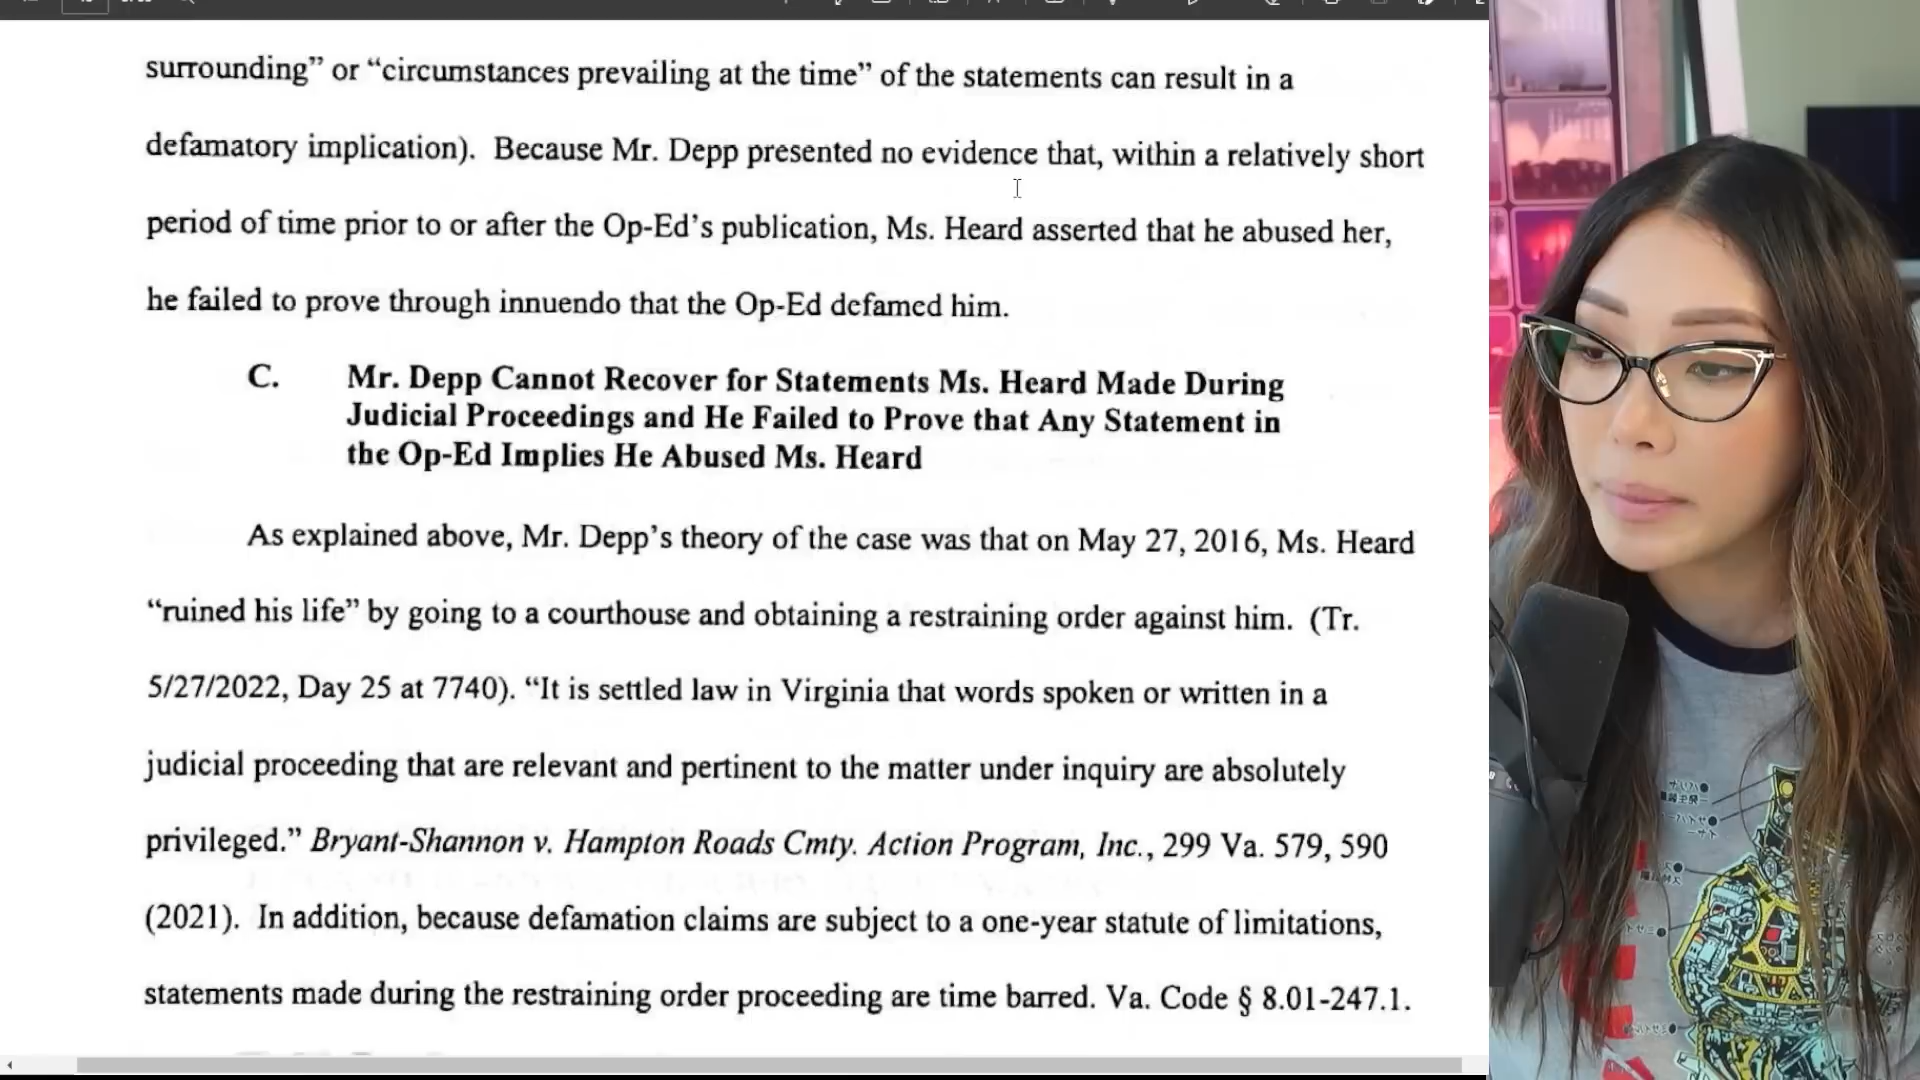 surrounding” or “circumstances prevailing at the time” of the statements can result in a
defamatory implication).  Because Mr. Depp presented no evidence that, within a relatively short
period of time prior to or after the Op-Ed’s publication, Ms. Heard asserted that he abused her,
he failed to prove through innuendo that the Op-Ed defamed him.
C. Mr. Depp Cannot Recover for Statements Ms. Heard Made During
Judicial Proceedings and He Failed to Prove that Any Statement in
the Op-Ed Implies He Abused Ms. Heard
As explained above, Mr. Depp’s theory of the case was that on May 27, 2016, Ms. Heard
“ruined his life” by going to a courthouse and obtaining a restraining order against him.  (Tr.
5/27/2022, Day 25 at 7740).  “It is settled law in Virginia that words spoken or written in a
judicial proceeding that are relevant and pertinent to the matter under inquiry are absolutely
privileged.” Bryant-Shannon v. Hampton Roads Cmty. Action Program, Inc., 299 Va. 579, 590
(2021).  In addition, because defamation claims are subject to a one-year statute of limitations,
statements made during the restraining order proceeding are time barred. Va. Code § 8.01-247.1.